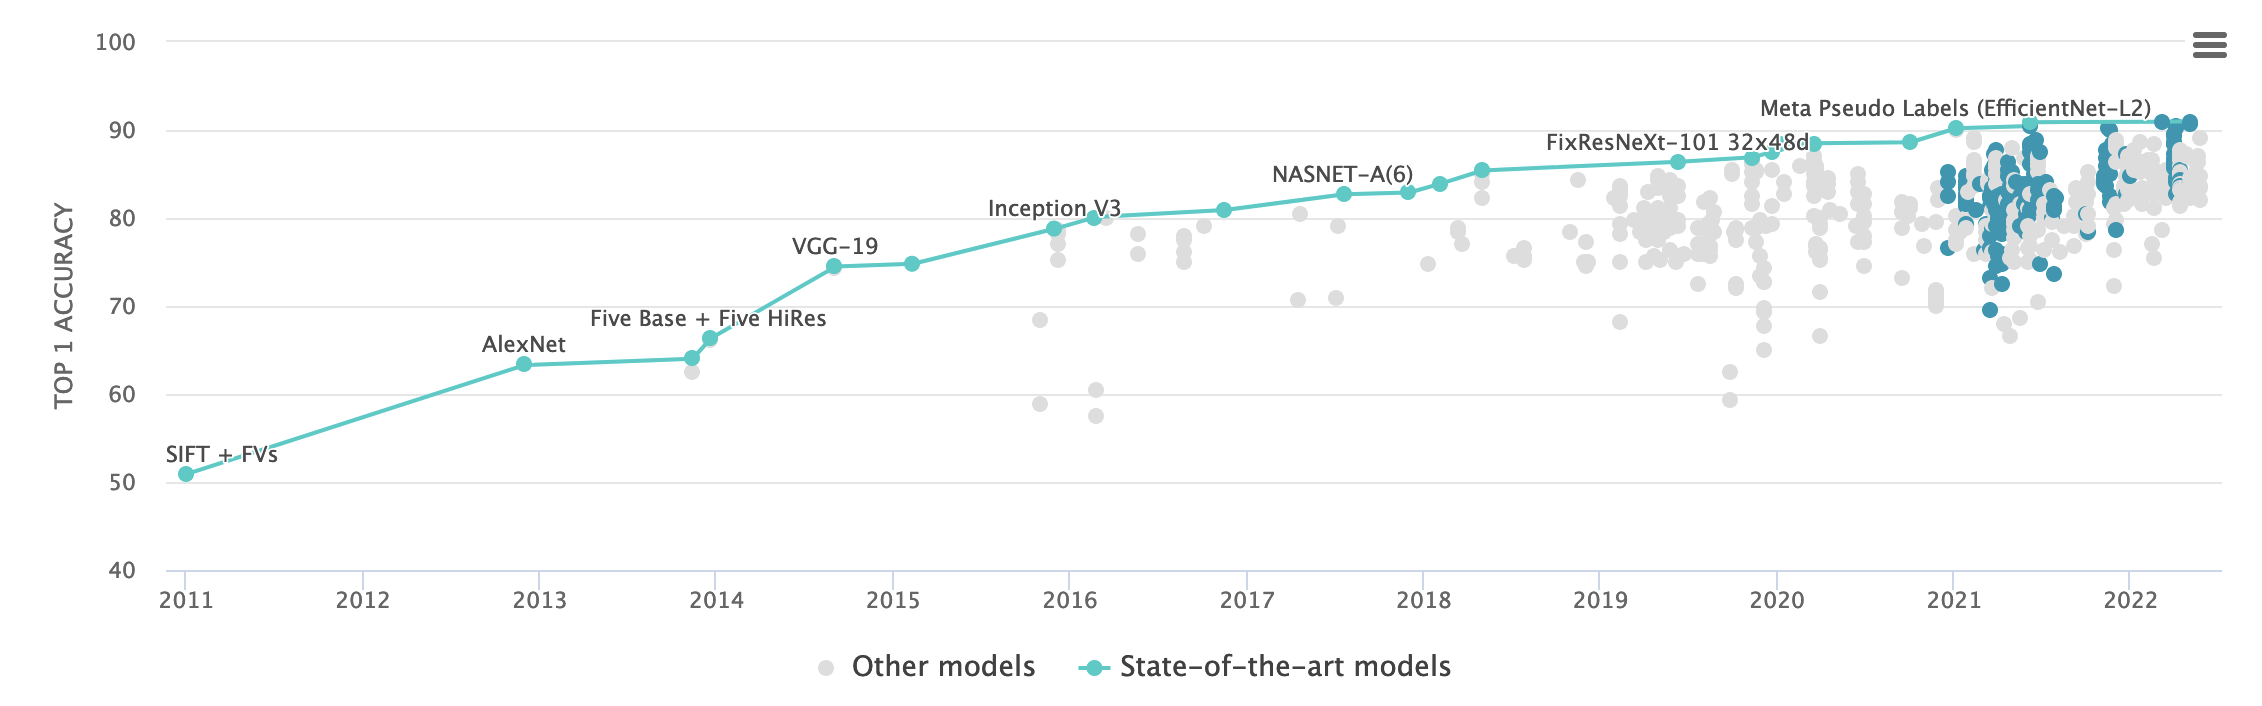 100
90
80
70
60
50
40
TOP 1 ACCURACY
SIFT + FVs
AlexNet
Five Base + Five HiRes
VGG-19
Inception V3
NASNET-A(6)
FixResNeXt-101 32x48d
Meta Pseudo Labels (EfficientNet-L2)
2011 2012 2013 2014 2015 2016 2017 2018 2019 2020 2021 2022
Other models State-of-the-art models